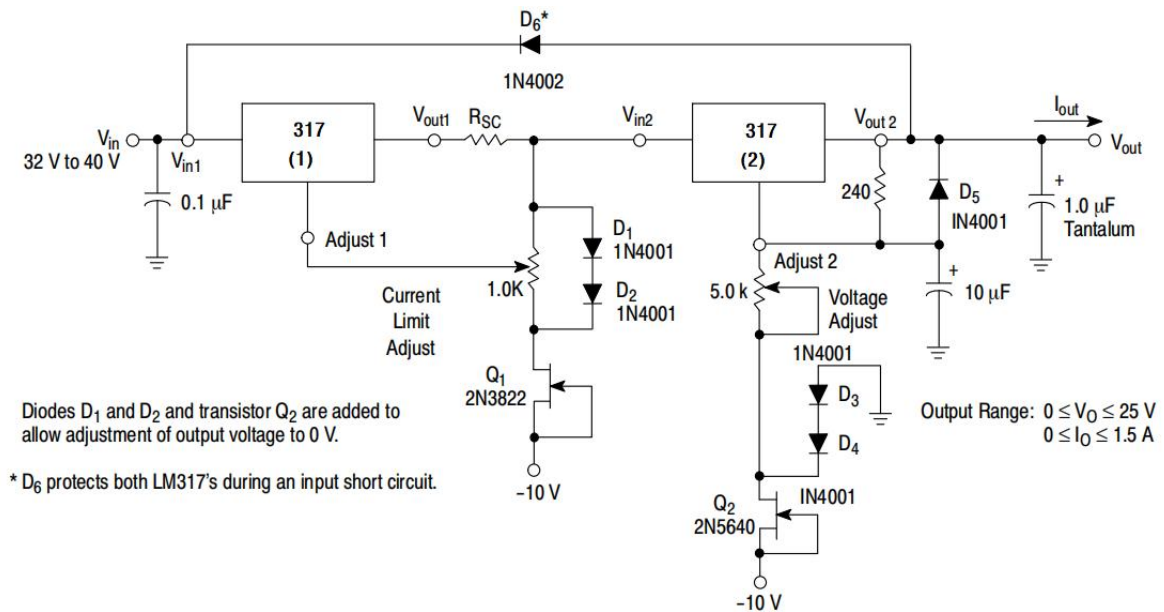 D6*
1N4002
Vin
32 V to 40 V
Vin1
0.1 µF
317
(1)
Adjust 1
Vout1
RSC
Vin2
317
(2)
Vout 2
Iout
Vout
240
D5
IN4001
+
1.0 µF
Tantalum
D1
1N4001
D2
1N4001
1.0K
Current
Limit
Adjust
Adjust 2
5.0 k
Voltage
Adjust
+
10 µF
Q1
2N3822
–10 V
1N4001
D3
D4
IN4001
Q2
2N5640
–10 V
Output Range: 0 ≤ VO ≤ 25 V
0 ≤ IO ≤ 1.5 A
Diodes D1 and D2 and transistor Q2 are added to
allow adjustment of output voltage to 0 V.
* D6 protects both LM317's during an input short circuit.